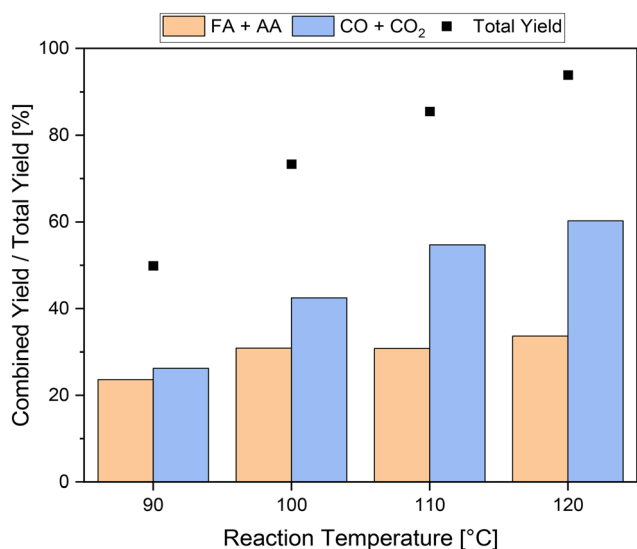 FA + AA CO + CO₂ Total Yield
Combined Yield / Total Yield [%]
100
80
60
40
20
0
90 100 110 120
Reaction Temperature [°C]